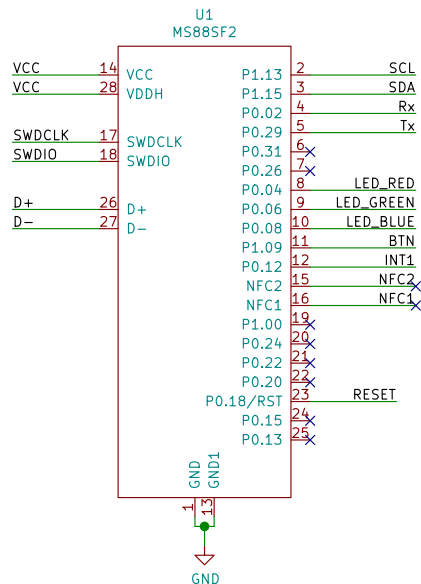 U1
MS88SF2
VCC 14 VCC P1.13 2 SCL
VCC 28 VDDH P1.15 3 SDA
P0.02 4 Rx
SWDCLK 17 SWDCLK P0.29 5 Tx
SWDIO 18 SWDIO P0.31 6
P0.26 7
P0.04 8 LED_RED
D+ 26 D+ P0.06 9 LED_GREEN
D- 27 D- P0.08 10 LED_BLUE
P1.09 11 BTN
P0.12 12 INT1
NFC2 15 NFC2
NFC1 16 NFC1
P1.00 19
P0.24 20
P0.22 21
P0.20 22
P0.18/RST 23 RESET
P0.15 24
P0.13 25
GND GND1
1 13
GND